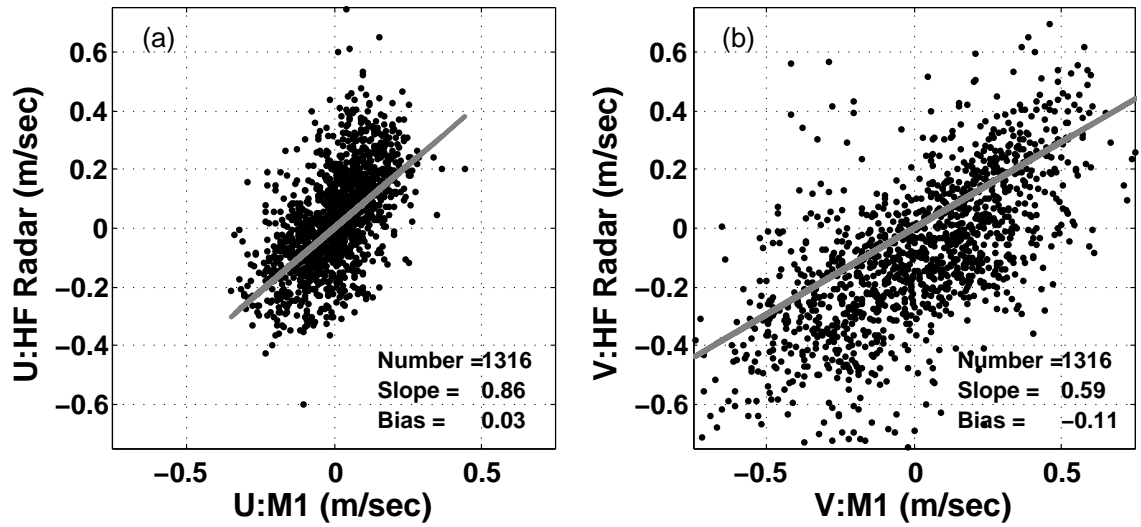 (a)
0.6
0.4
0.2
0
−0.2
−0.4
−0.6
U:HF Radar (m/sec)
Number =1316
Slope = 0.86
Bias = 0.03
−0.5 0 0.5
U:M1 (m/sec)
(b)
0.6
0.4
0.2
0
−0.2
−0.4
−0.6
V:HF Radar (m/sec)
Number =1316
Slope = 0.59
Bias = −0.11
−0.5 0 0.5
V:M1 (m/sec)